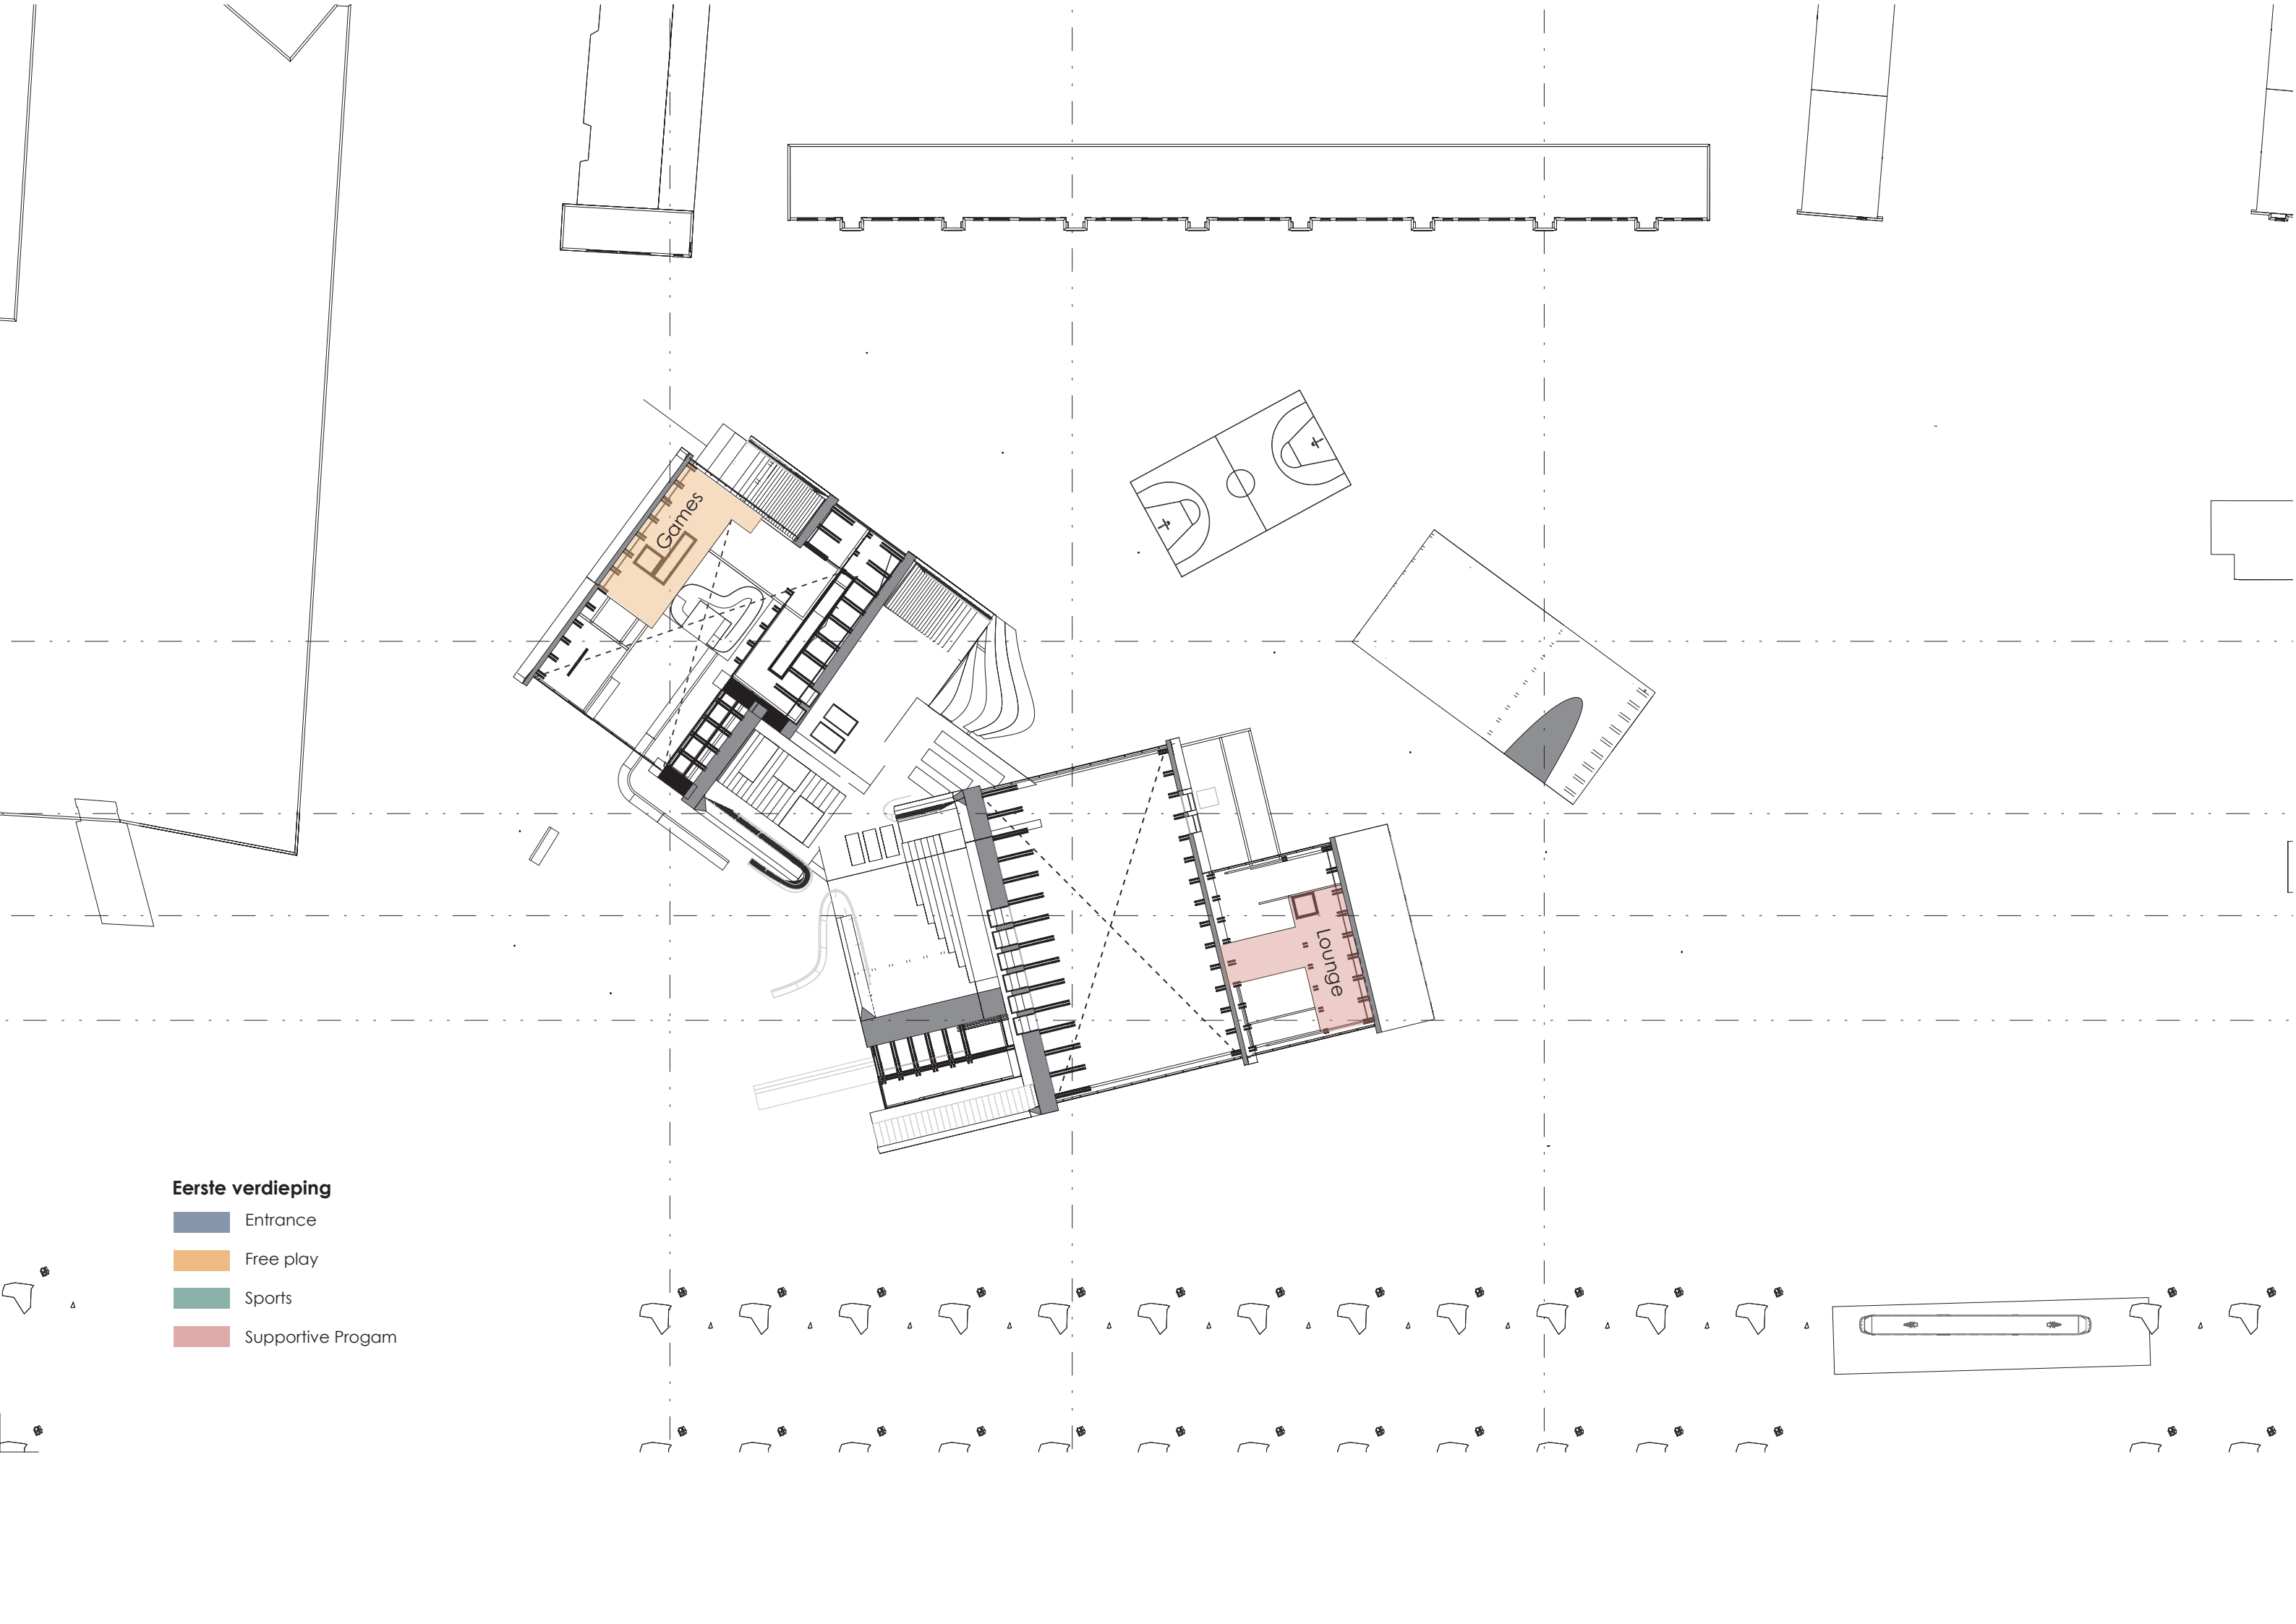 Games
Lounge
Eerste verdieping
Entrance
Free play
Sports
Supportive Progam